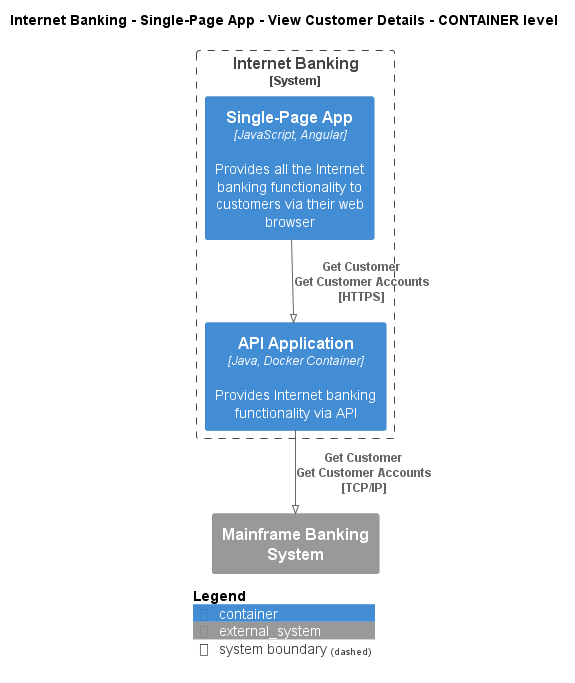 Internet Banking - Single-Page App - View Customer Details - CONTAINER level
Internet Banking
[System]
Single-Page App
[JavaScript, Angular]
Provides all the Internet
banking functionality to
customers via their web
browser
Get Customer
Get Customer Accounts
[HTTPS]
API Application
[Java, Docker Container]
Provides Internet banking
functionality via API
Get Customer
Get Customer Accounts
[TCP/IP]
Mainframe Banking
System
Legend
container
external_system
system boundary (dashed)